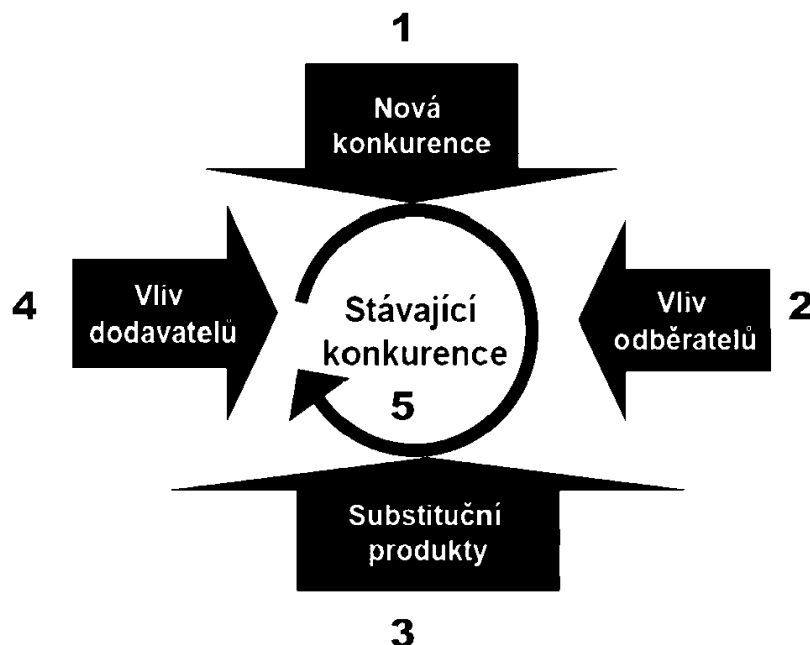 1
Nová
konkurence
4
Vliv
dodavatelů
Stávající
konkurence
5
Vliv
odběratelů
2
Substituční
produkty
3